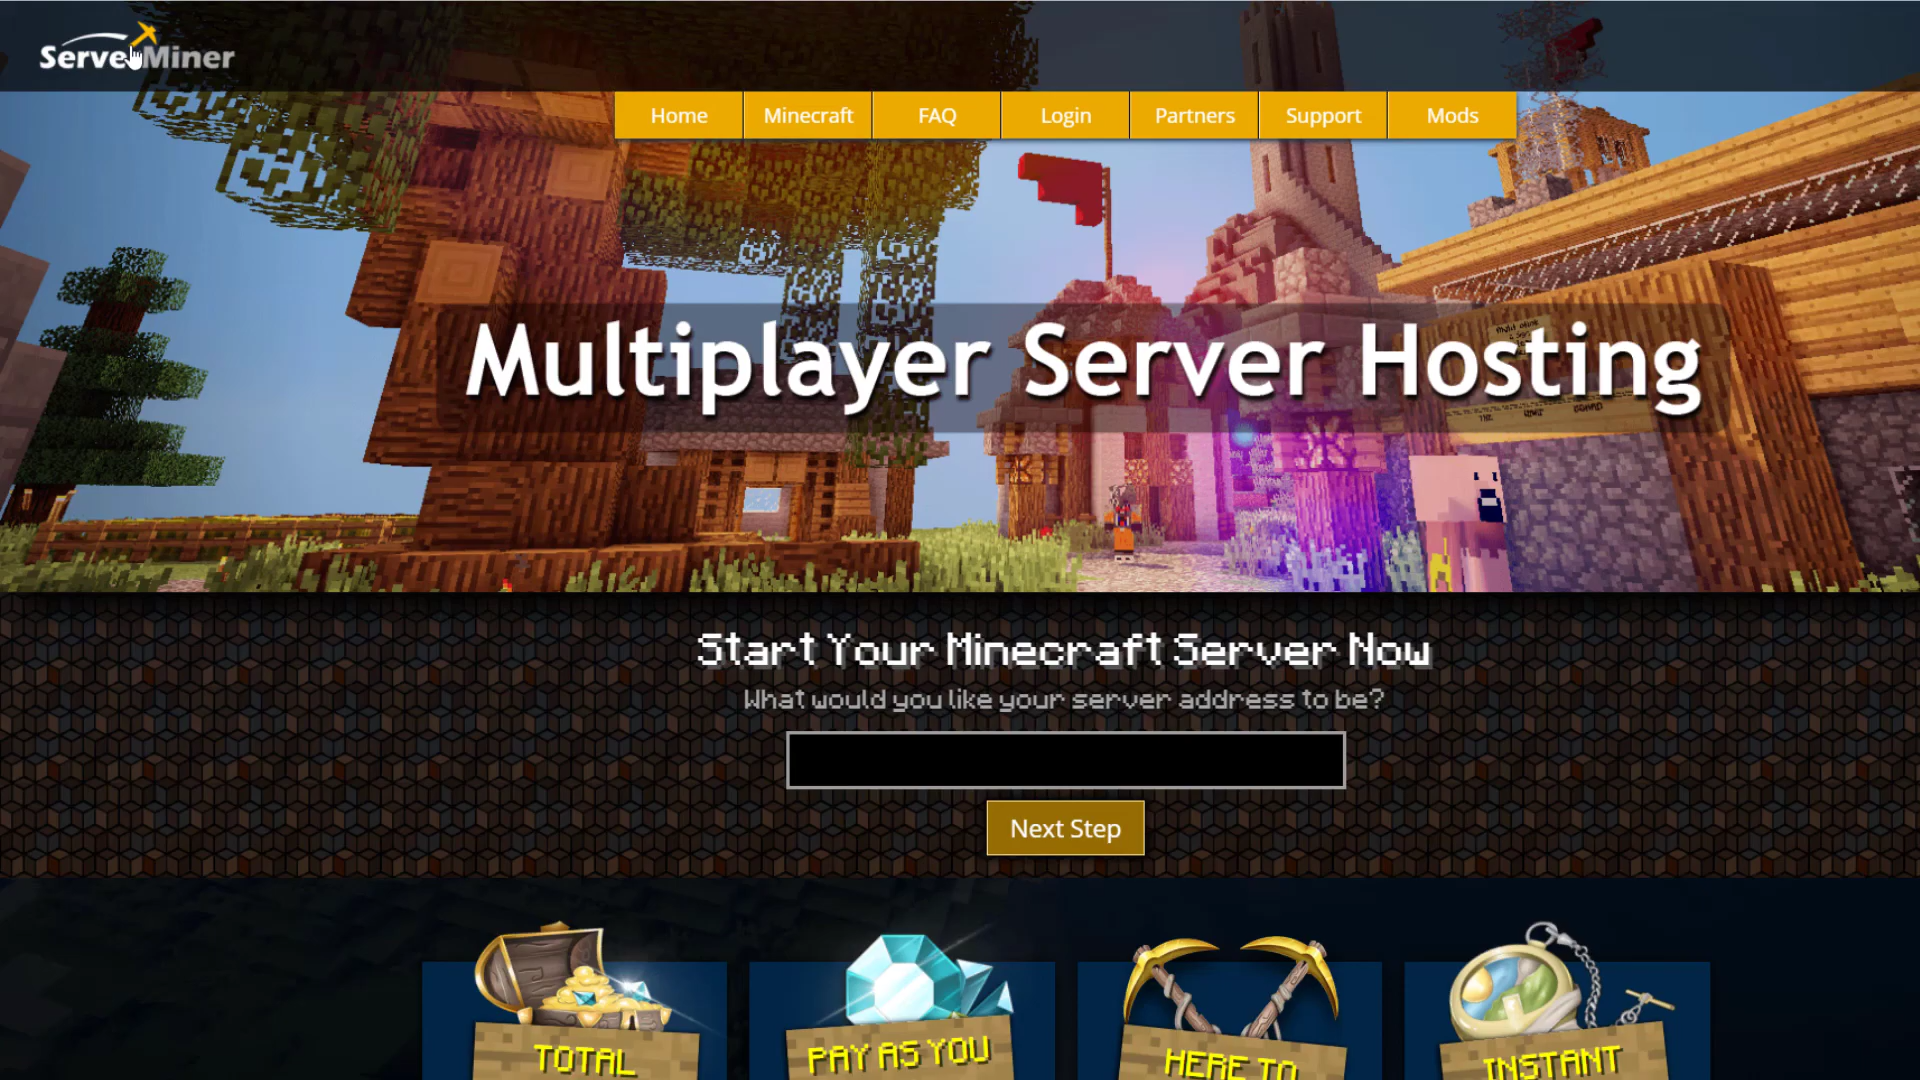 ServerMiner
Home Minecraft FAQ Login Partners Support Mods
Multiplayer Server Hosting
Start Your Minecraft Server Now
What would you like your server address to be?
Next Step
TOTAL
PAY AS YOU
HERE TO
INSTANT